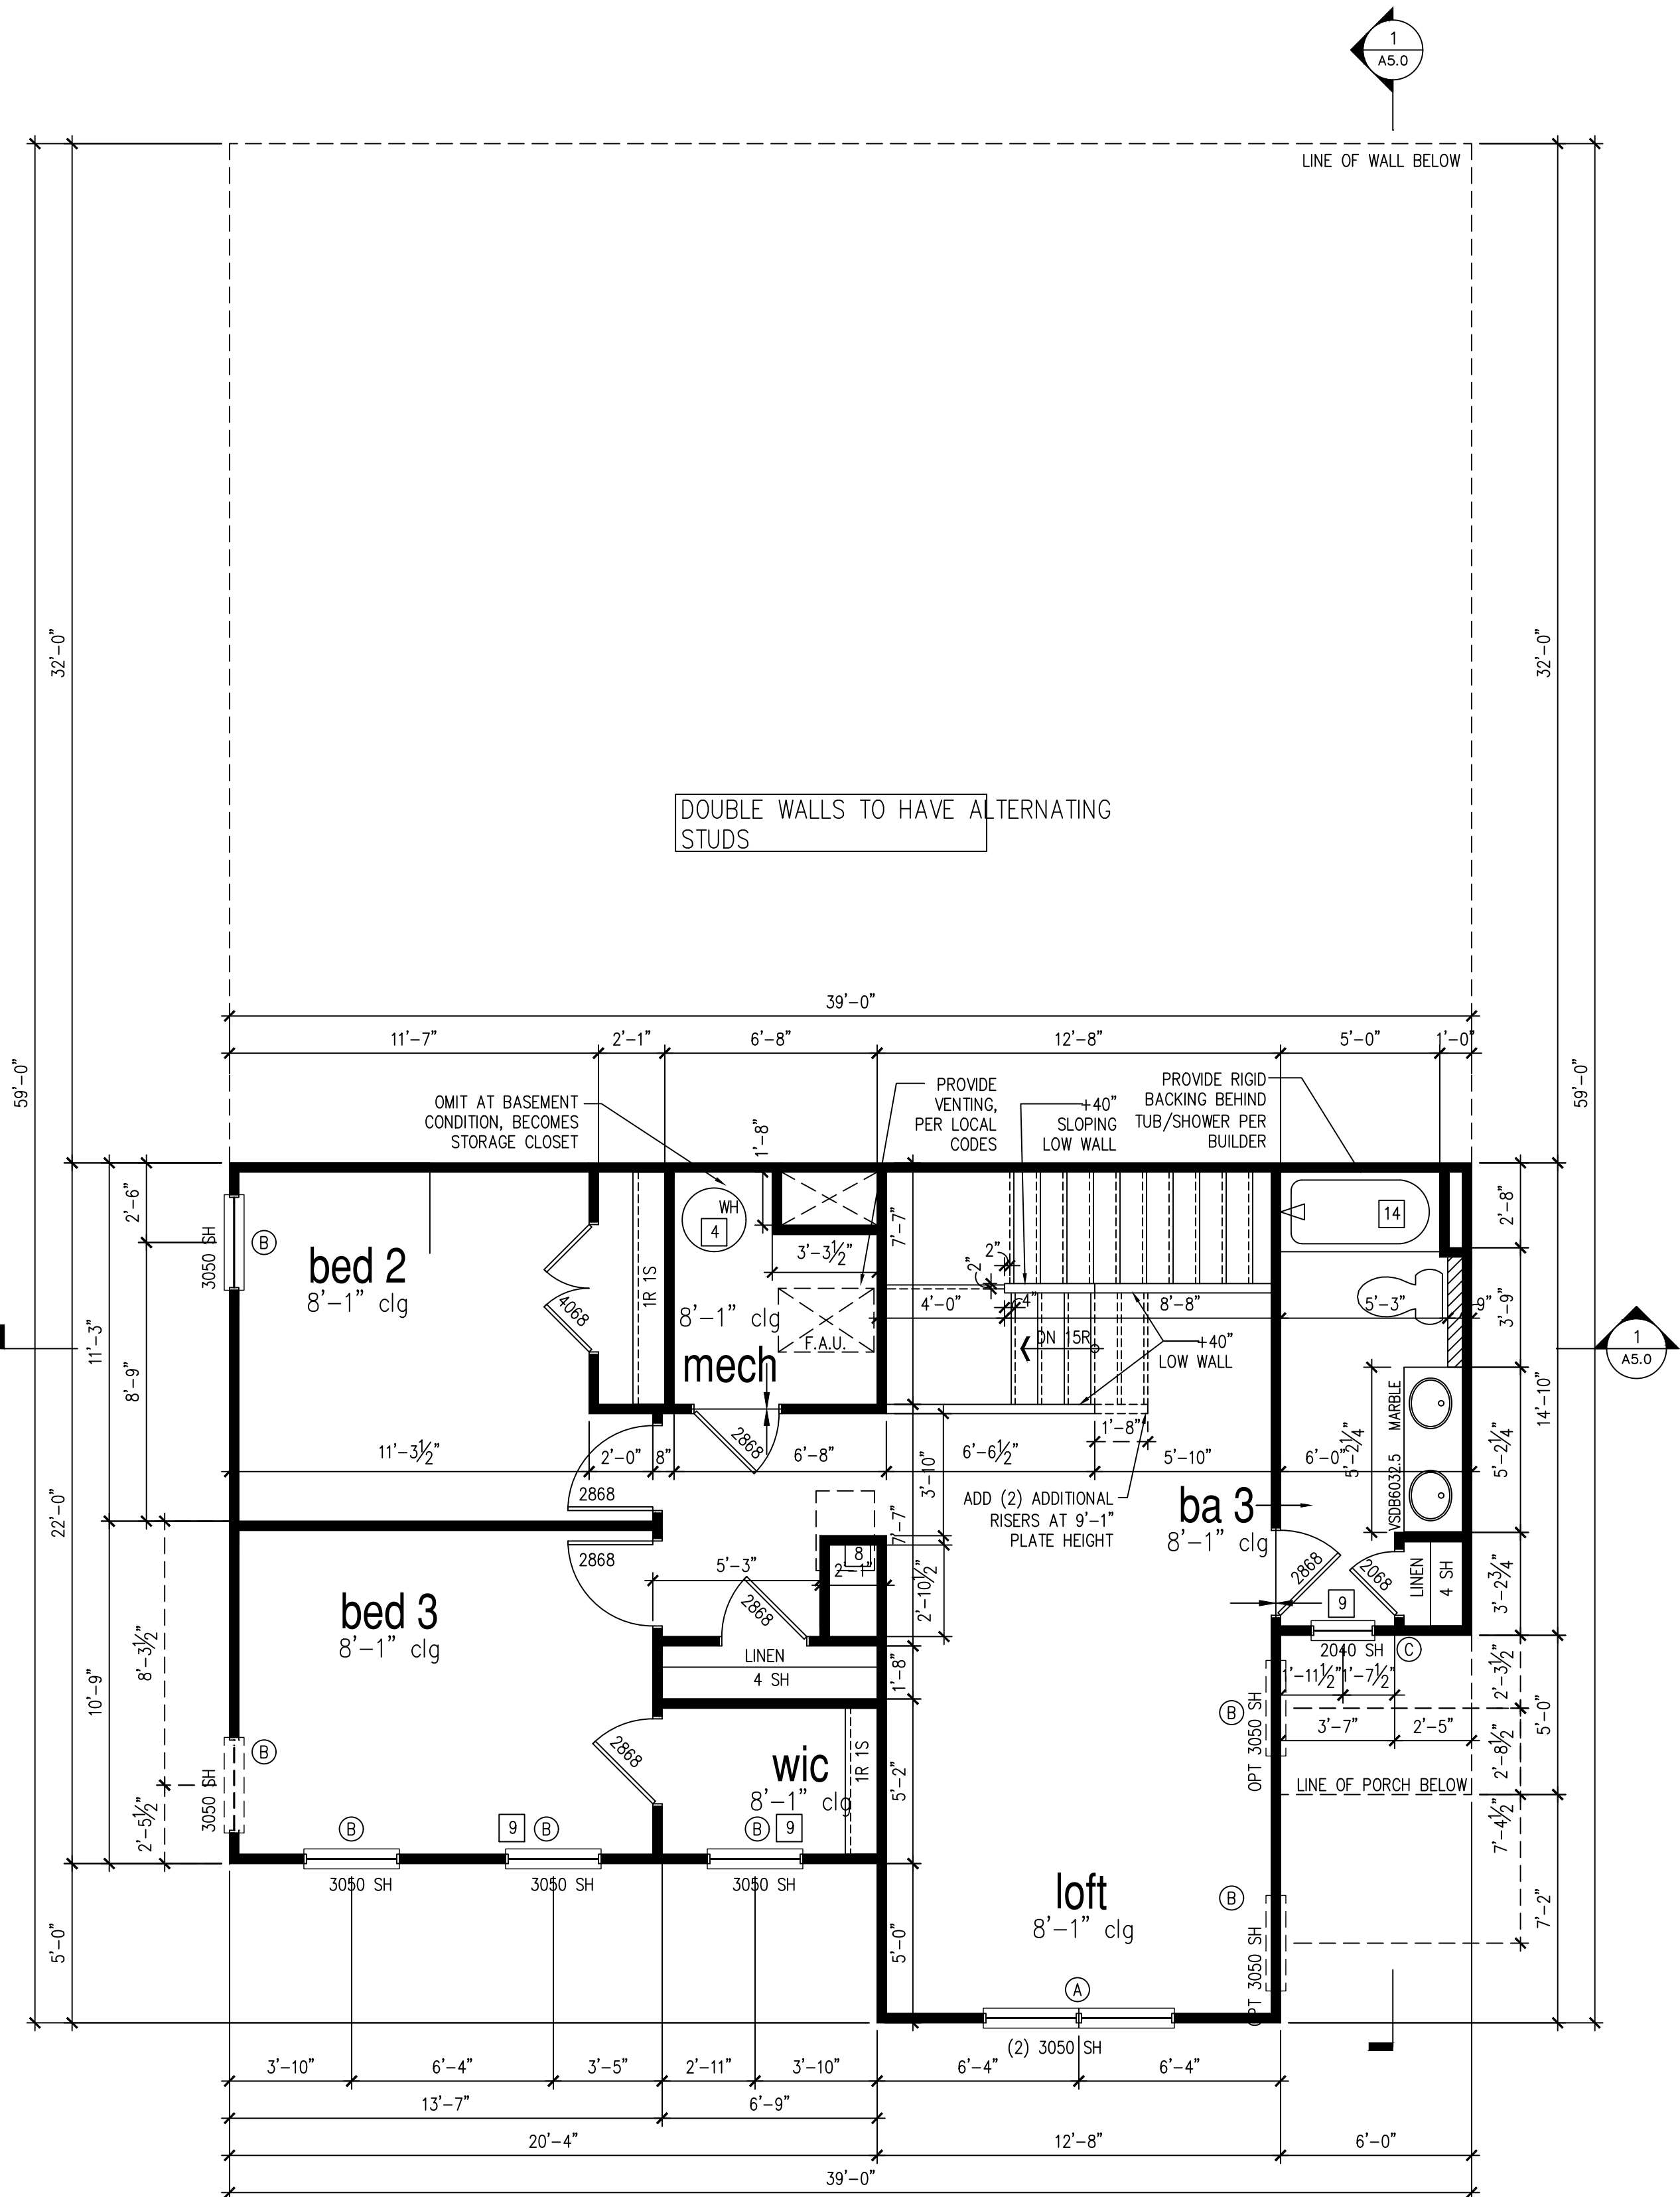 1
A5.0
LINE OF WALL BELOW
32'-0"
32'-0"
DOUBLE WALLS TO HAVE ALTERNATING
STUDS
39'-0"
11'-7"
2'-1"
6'-8"
12'-8"
5'-0"
1'-0"
59'-0"
59'-0"
OMIT AT BASEMENT
CONDITION, BECOMES
STORAGE CLOSET
1'-8"
PROVIDE
VENTING,
PER LOCAL
CODES
+40"
SLOPING
LOW WALL
PROVIDE RIGID
BACKING BEHIND
TUB/SHOWER PER
BUILDER
2'-6"
3050 SH
B
bed 2
8'-1" clg
4068
1R 1S
WH
4
3'-3½"
8'-1" clg
F.A.U.
mech
7'-7"
2"
2"
4'-0"
4"
8'-8"
DN 15R
+40"
LOW WALL
14
5'-3"
9"
2'-8"
3'-9"
1
A5.0
11'-3"
8'-9"
14'-10"
MARBLE
VSDB6032.5
5'-2¼"
5'-2¼"
11'-3½"
2'-0"
8"
2868
6'-8"
6'-6½"
1'-8"
5'-10"
6'-0"
3'-10"
22'-0"
2868
ADD (2) ADDITIONAL
RISERS AT 9'-1"
PLATE HEIGHT
ba 3
8'-1" clg
7'-7"
2868
8
5'-3"
2'-1"
2'-10½"
2868
2868
2068
9
LINEN
4 SH
3'-2¾"
bed 3
8'-1" clg
LINEN
4 SH
1'-8"
2040 SH
C
8'-3½"
10'-9"
1'-11½"
1'-7½"
2'-3½"
B
OPT 3050 SH
3'-7"
2'-5"
5'-0"
2'-8½"
B
3050 SH
2868
wic
8'-1" clg
1R 1S
5'-2"
LINE OF PORCH BELOW
2'-5½"
B
9
B
B
9
7'-4½"
3050 SH
3050 SH
3050 SH
loft
8'-1" clg
B
OPT 3050 SH
7'-2"
5'-0"
5'-0"
A
(2) 3050 SH
3'-10"
6'-4"
3'-5"
2'-11"
3'-10"
6'-4"
6'-4"
13'-7"
6'-9"
20'-4"
12'-8"
6'-0"
39'-0"